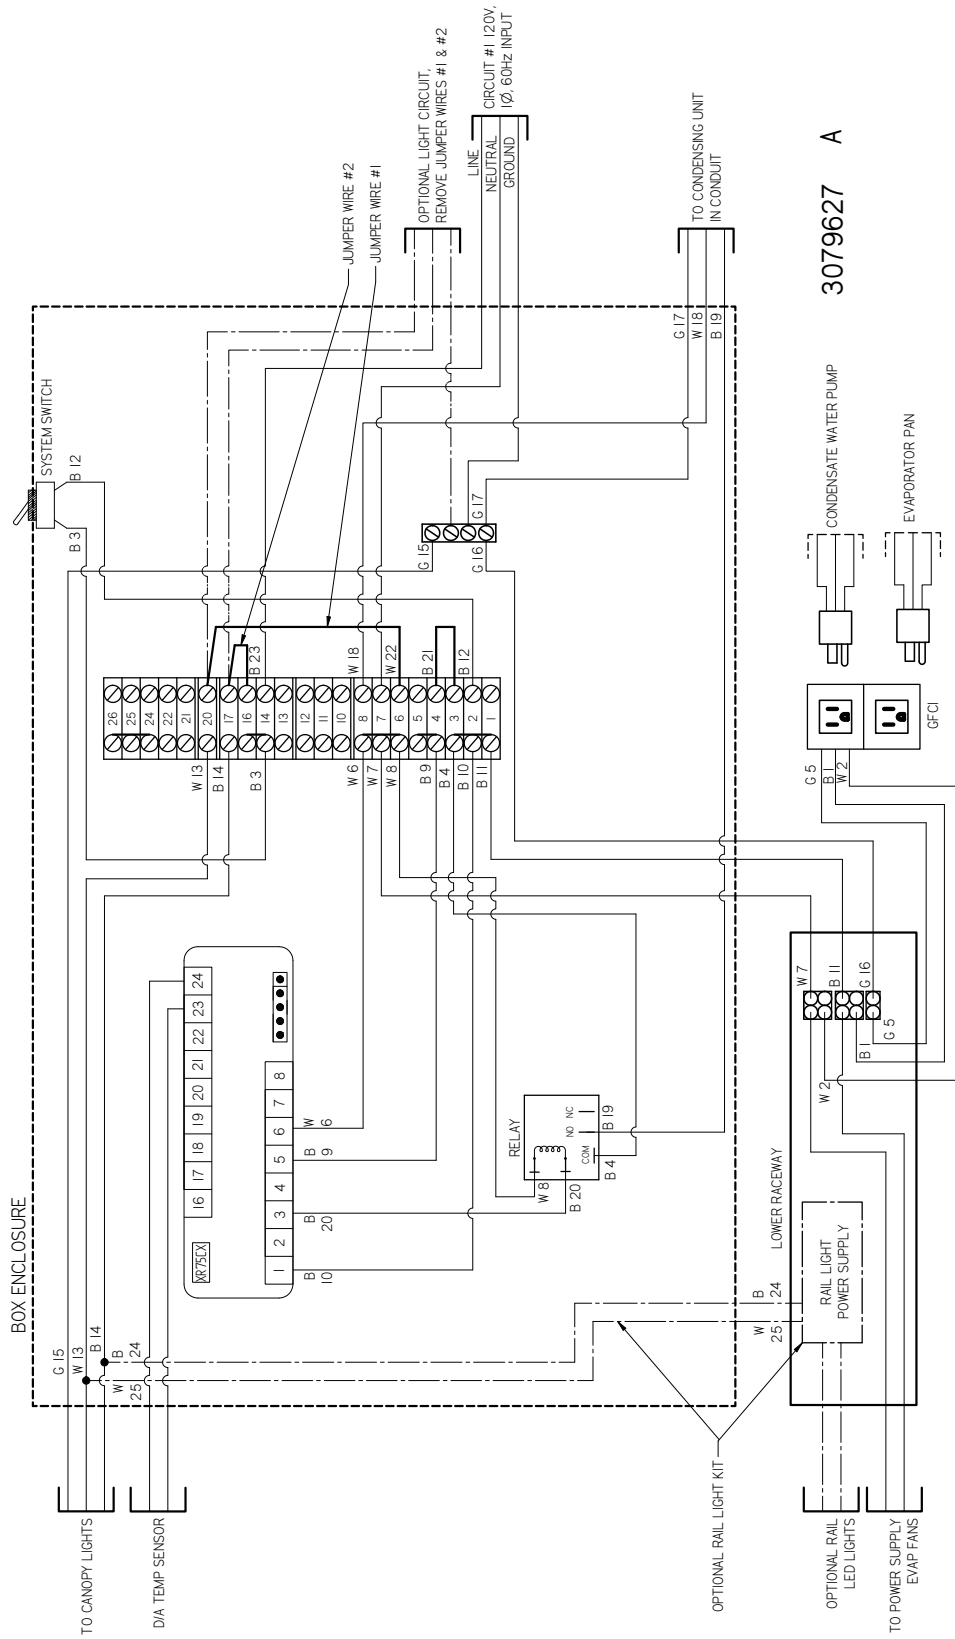 BOX ENCLOSURE
SYSTEM SWITCH
B 3
B 12
G 15
W 13
B 14
B
24
W
25
TO CANOPY LIGHTS
D/A TEMP SENSOR
XR75CX
16
17
18
19
20
21
22
23
24
1
2
3
4
5
6
7
8
B
10
B
20
B
9
W
6
W 13
B 14
B 3
W 6
W 7
W 8
B 9
B 4
B 10
B 11
26
25
24
22
21
20
17
16
14
13
12
11
10
8
7
6
5
4
3
2
1
B 23
W 18
W 22
B 21
B 12
JUMPER WIRE #2
JUMPER WIRE #1
OPTIONAL LIGHT CIRCUIT,
REMOVE JUMPER WIRES #1 & #2
CIRCUIT #1 120V,
1Ø, 60Hz INPUT
LINE
NEUTRAL
GROUND
G 15
G 16
G 17
G 17
W 18
B 19
TO CONDENSING UNIT
IN CONDUIT
RELAY
COM
NO
NC
W 8
B 20
B 4
B 19
LOWER RACEWAY
RAIL LIGHT
POWER SUPPLY
W
25
B
24
W 7
B 11
G 16
W 2
B 1
G 5
OPTIONAL RAIL LIGHT KIT
OPTIONAL RAIL
LED LIGHTS
TO POWER SUPPLY
EVAP FANS
G 5
B 1
W 2
GFCI
CONDENSATE WATER PUMP
EVAPORATOR PAN
3079627 A